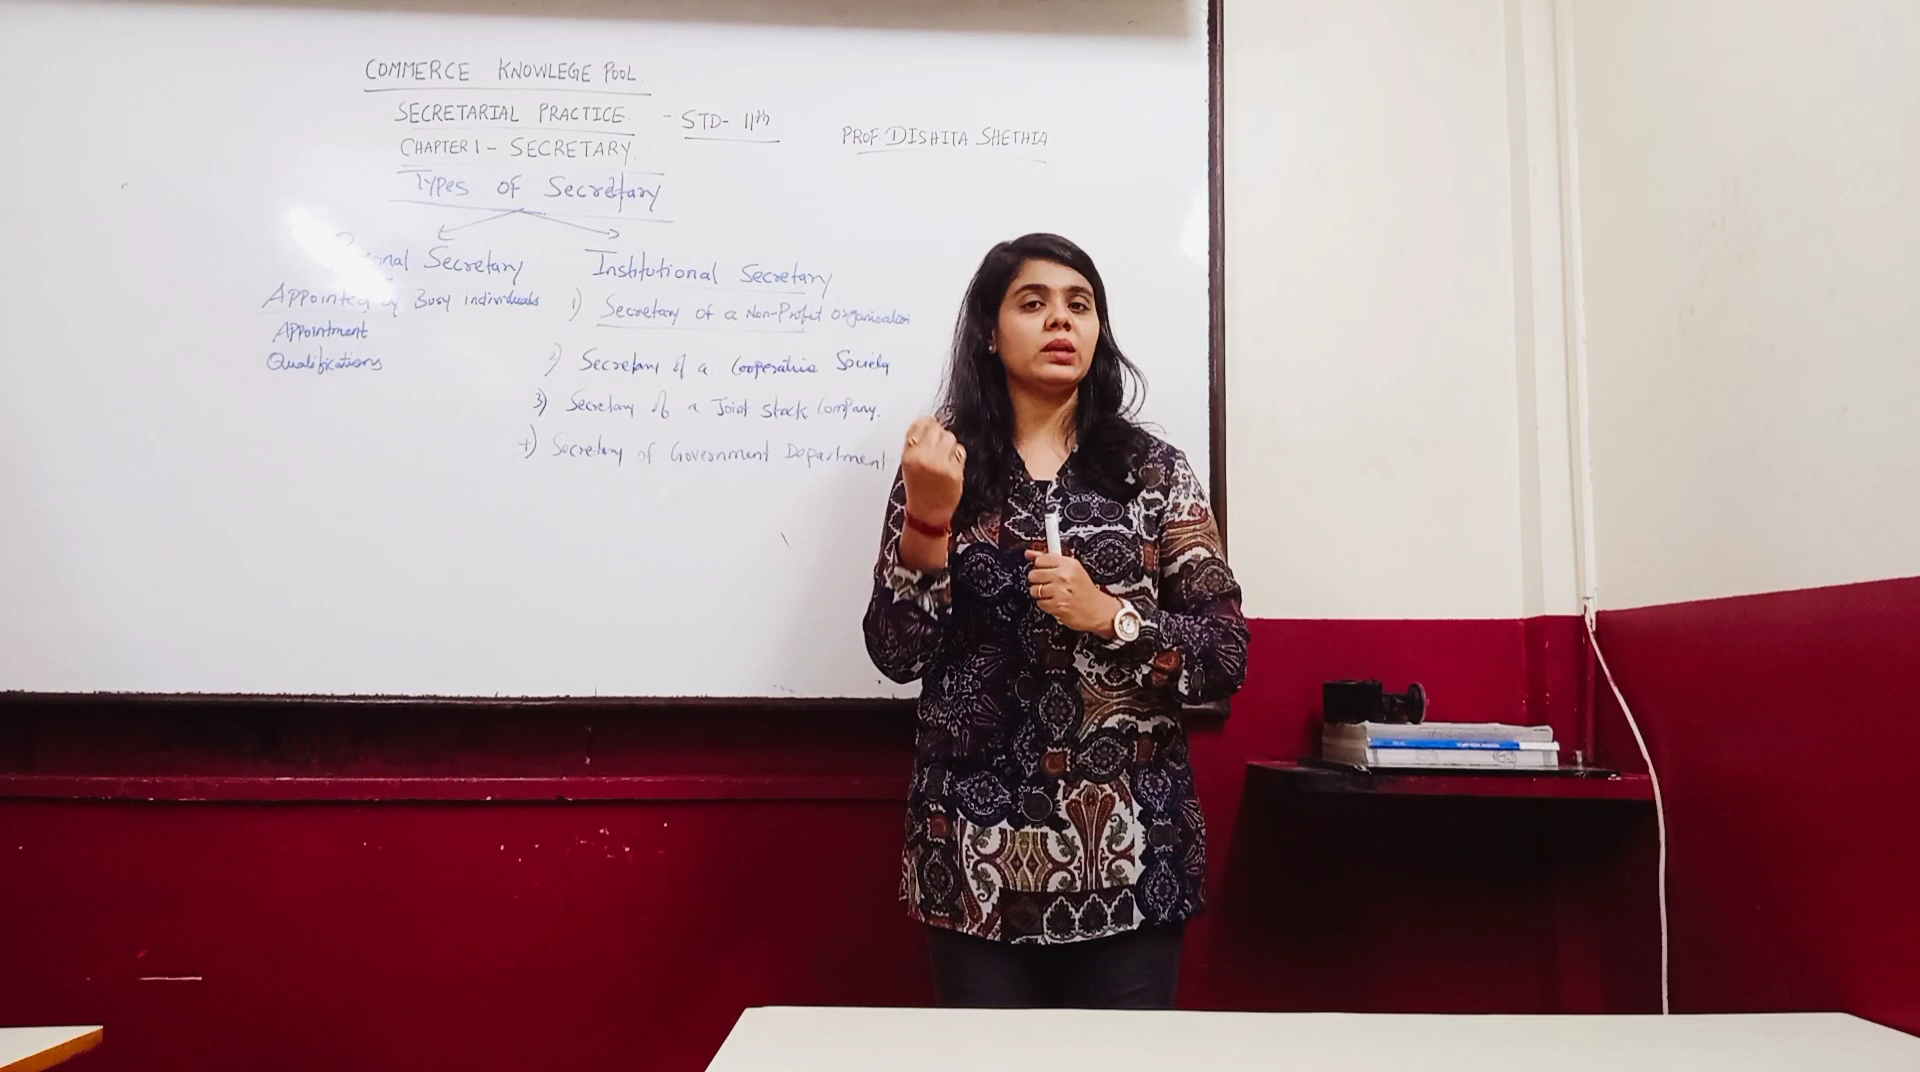 COMMERCE KNOWLEGE POOL.
SECRETARIAL PRACTICE - STD- 11th
PROF DISHITA SHETHIA
CHAPTER 1 - SECRETARY.
Types of Secretary
Secretary
Appointed by Busy individuals
Appointment
Qualifications
Institutional Secretary
1) Secretary of a Non-Profit organisation
2) Secretary of a Cooperative Society
3) Secretary of a Joint Stock Company.
4) Secretary of Government Department